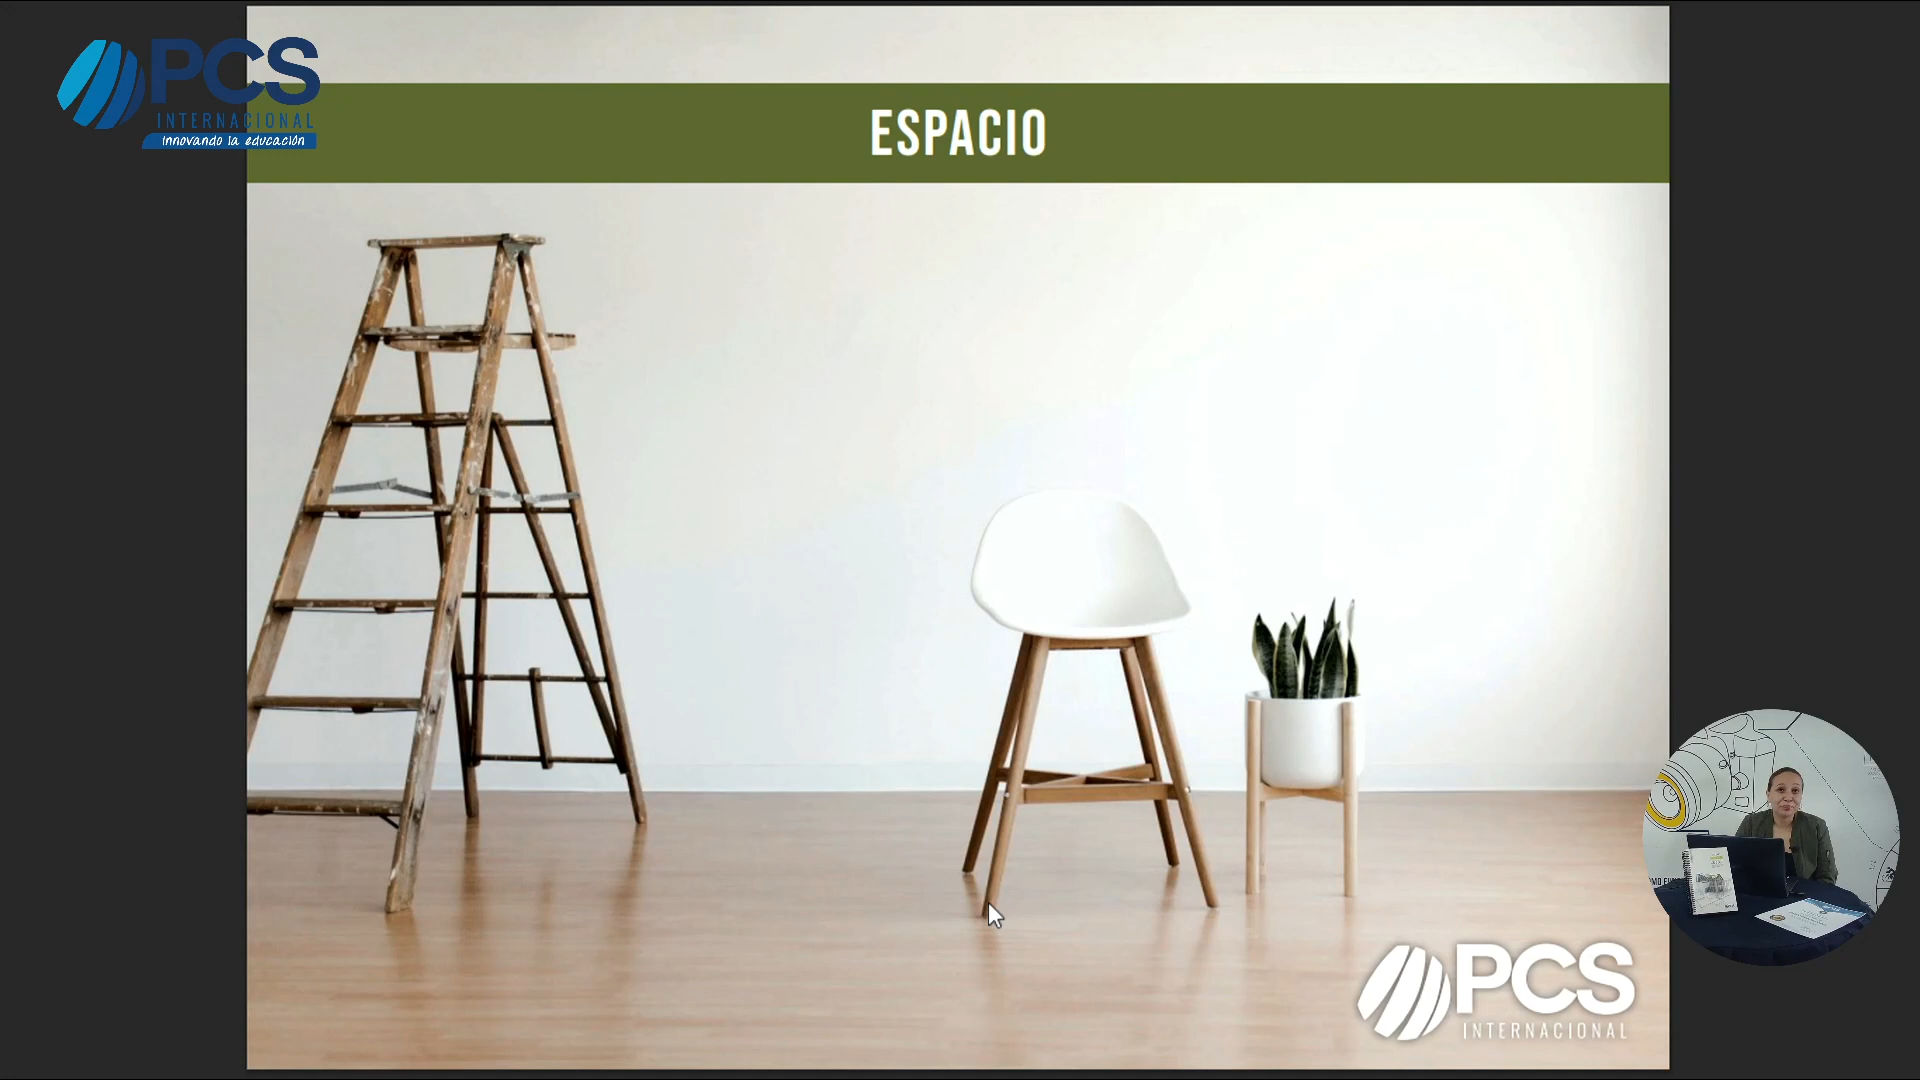 PCS
INTERNACIONAL
innovando la educación
ESPACIO
PCS
INTERNACIONAL